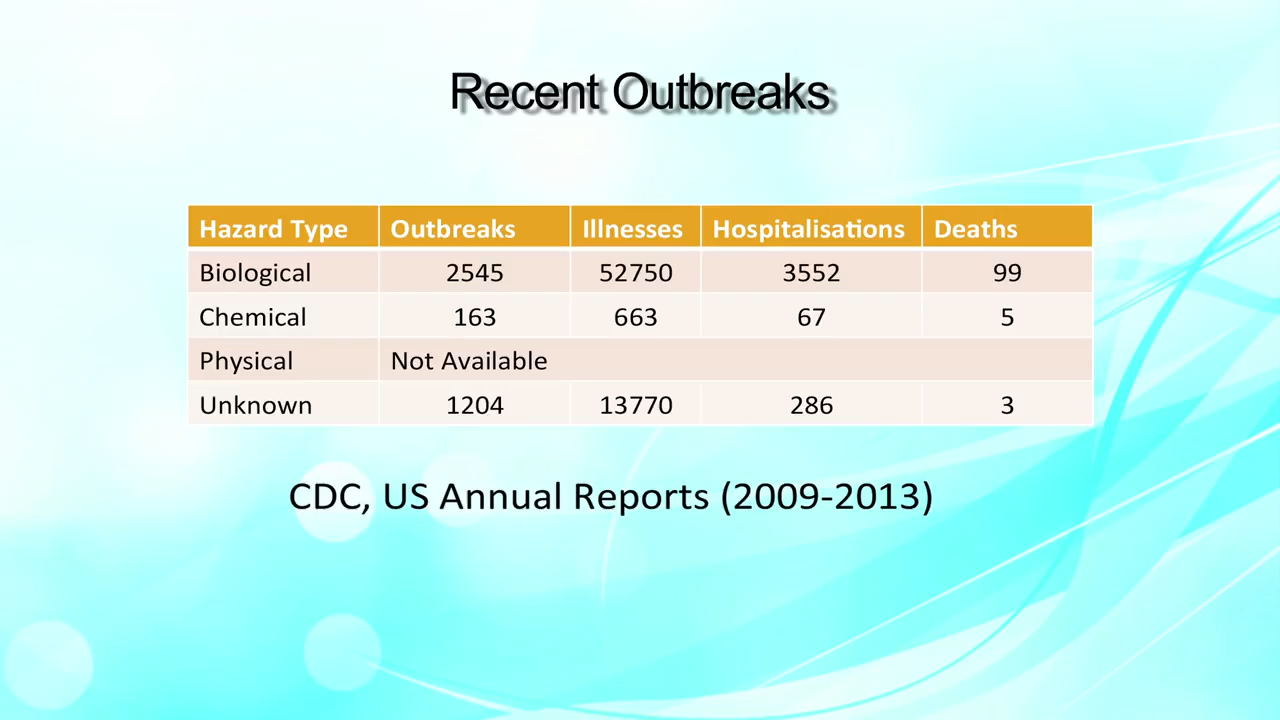 Recent Outbreaks
Hazard Type Outbreaks Illnesses Hospitalisations Deaths
Biological 2545 52750 3552 99
Chemical 163 663 67 5
Physical Not Available
Unknown 1204 13770 286 3
CDC, US Annual Reports (2009-2013)